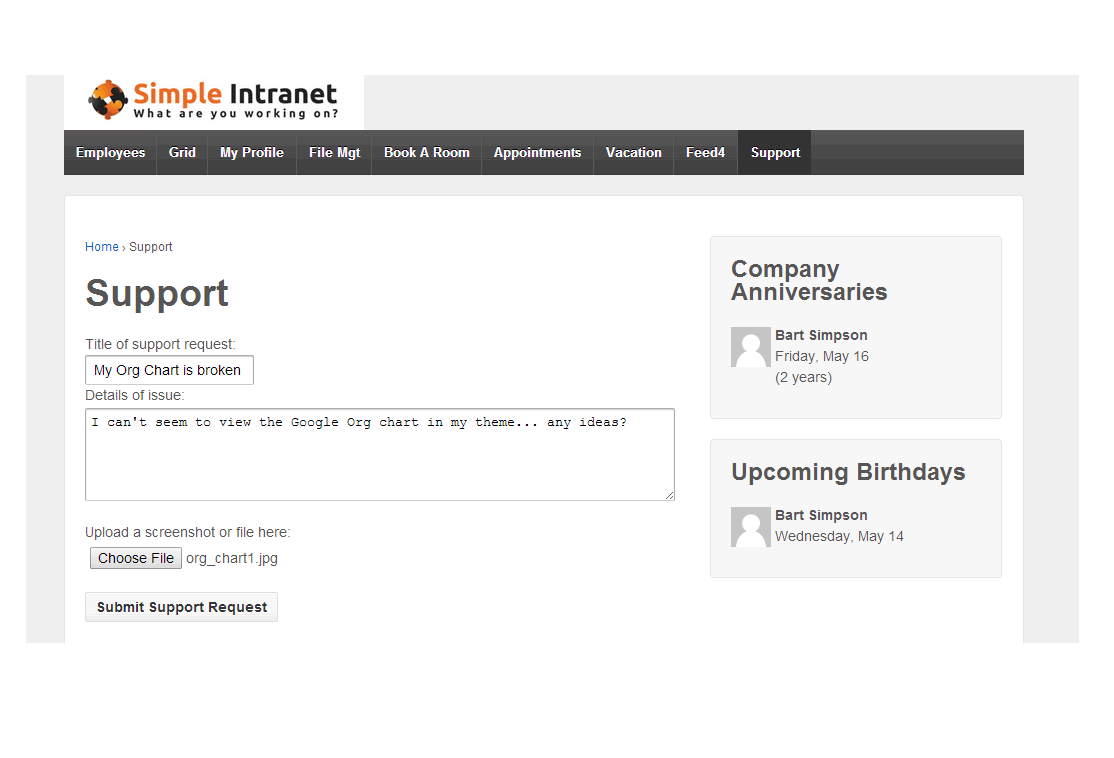 Simple Intranet
What are you working on?
Employees Grid My Profile File Mgt Book A Room Appointments Vacation Feed4 Support
Home › Support
Support
Title of support request:
My Org Chart is broken
Details of issue:
I can't seem to view the Google Org chart in my theme... any ideas?
Upload a screenshot or file here:
Choose File org_chart1.jpg
Submit Support Request
Company
Anniversaries
Bart Simpson
Friday, May 16
(2 years)
Upcoming Birthdays
Bart Simpson
Wednesday, May 14